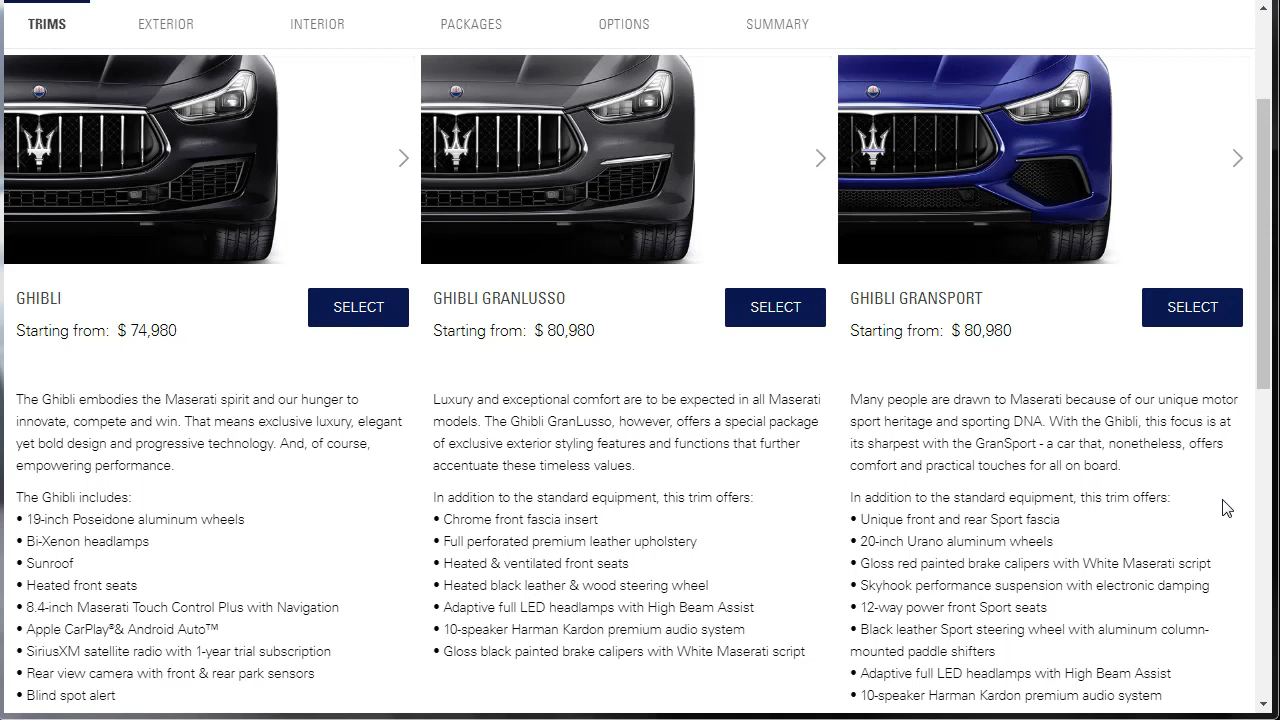 TRIMS EXTERIOR INTERIOR PACKAGES OPTIONS SUMMARY
GHIBLI
SELECT
Starting from: $ 74,980
The Ghibli embodies the Maserati spirit and our hunger to
innovate, compete and win. That means exclusive luxury, elegant
yet bold design and progressive technology. And, of course,
empowering performance.
The Ghibli includes:
• 19-inch Poseidone aluminum wheels
• Bi-Xenon headlamps
• Sunroof
• Heated front seats
• 8.4-inch Maserati Touch Control Plus with Navigation
• Apple CarPlay®& Android Auto™
• SiriusXM satellite radio with 1-year trial subscription
• Rear view camera with front & rear park sensors
• Blind spot alert
GHIBLI GRANLUSSO
SELECT
Starting from: $ 80,980
Luxury and exceptional comfort are to be expected in all Maserati
models. The Ghibli GranLusso, however, offers a special package
of exclusive exterior styling features and functions that further
accentuate these timeless values.
In addition to the standard equipment, this trim offers:
• Chrome front fascia insert
• Full perforated premium leather upholstery
• Heated & ventilated front seats
• Heated black leather & wood steering wheel
• Adaptive full LED headlamps with High Beam Assist
• 10-speaker Harman Kardon premium audio system
• Gloss black painted brake calipers with White Maserati script
GHIBLI GRANSPORT
SELECT
Starting from: $ 80,980
Many people are drawn to Maserati because of our unique motor
sport heritage and sporting DNA. With the Ghibli, this focus is at
its sharpest with the GranSport - a car that, nonetheless, offers
comfort and practical touches for all on board.
In addition to the standard equipment, this trim offers:
• Unique front and rear Sport fascia
• 20-inch Urano aluminum wheels
• Gloss red painted brake calipers with White Maserati script
• Skyhook performance suspension with electronic damping
• 12-way power front Sport seats
• Black leather Sport steering wheel with aluminum column-
mounted paddle shifters
• Adaptive full LED headlamps with High Beam Assist
• 10-speaker Harman Kardon premium audio system